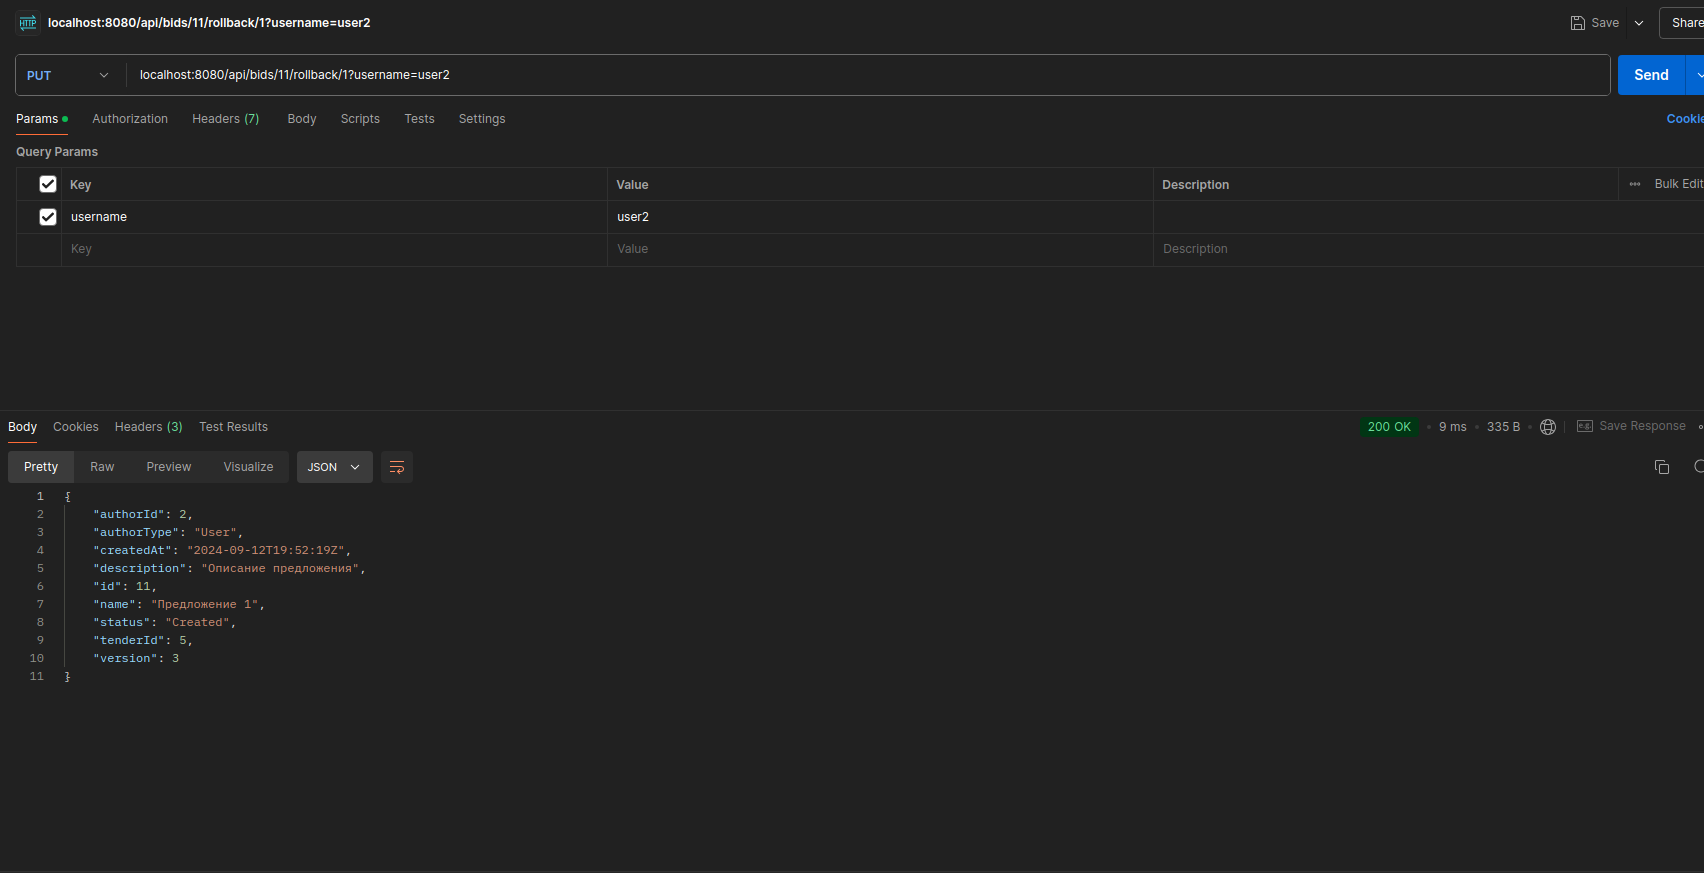 HTTP localhost:8080/api/bids/11/rollback/1?username=user2 Save Share
PUT localhost:8080/api/bids/11/rollback/1?username=user2 Send
Params Authorization Headers (7) Body Scripts Tests Settings Cookie
Query Params
Key Value Description Bulk Edit
username user2
Key Value Description
Body Cookies Headers (3) Test Results 200 OK 9 ms 335 B e.g. Save Response
Pretty Raw Preview Visualize JSON
1 {
2 "authorId": 2,
3 "authorType": "User",
4 "createdAt": "2024-09-12T19:52:19Z",
5 "description": "Описание предложения",
6 "id": 11,
7 "name": "Предложение 1",
8 "status": "Created",
9 "tenderId": 5,
10 "version": 3
11 }